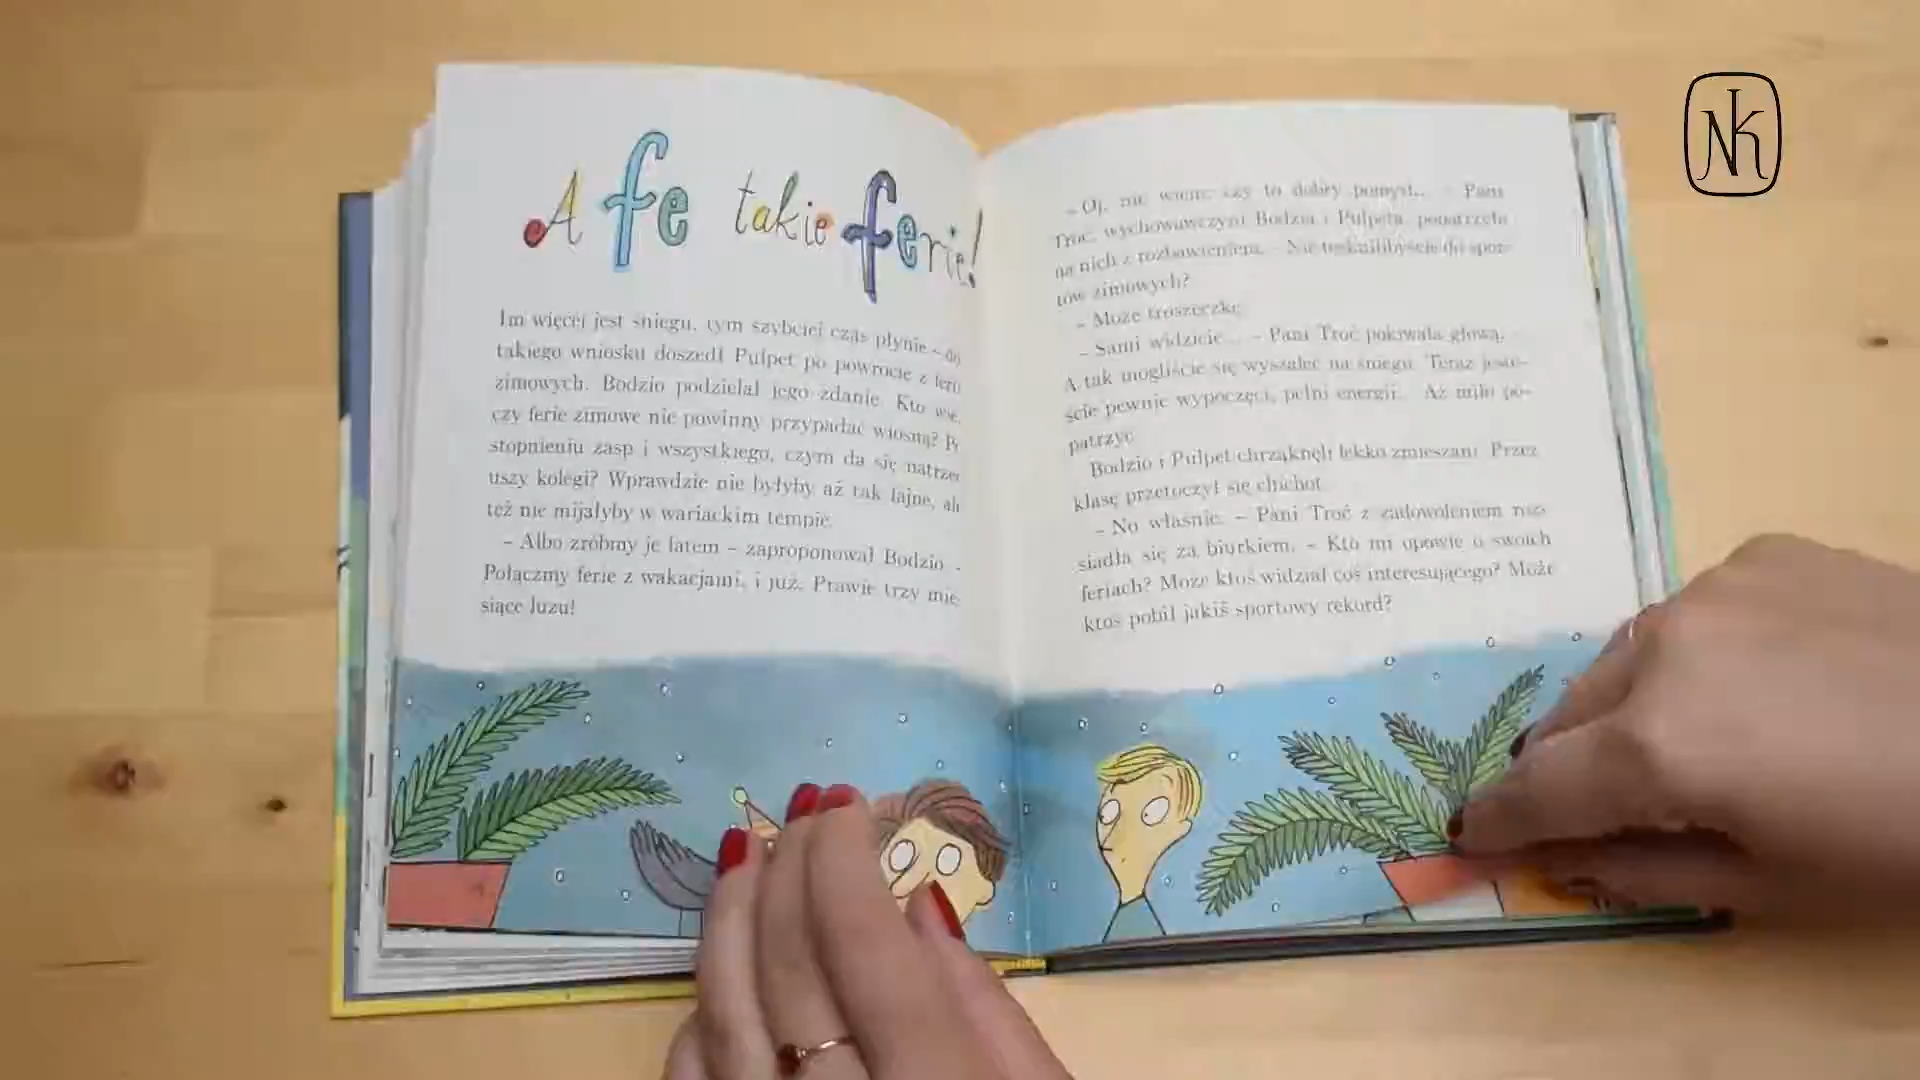 A fe takie ferie!
Im więcej jest śniegu, tym szybciej czas płynie – do
takiego wniosku doszedł Pulpet po powrocie z ferii
zimowych. Bodzio podzielał jego zdanie. Kto wie,
czy ferie zimowe nie powinny przypadać wiosną? Po
stopnieniu zasp i wszystkiego, czym da się natrzeć
uszy kolegi? Wprawdzie nie byłyby aż tak fajne, ale
też nie mijałyby w wariackim tempie.
– Albo zróbmy je latem – zaproponował Bodzio. –
Połączmy ferie z wakacjami, i już. Prawie trzy mie-
siące luzu!
– Oj, nie wiem, czy to dobry pomysł... – Pani
Troć, wychowawczyni Bodzia i Pulpeta, popatrzyła
na nich z rozbawieniem. – Nie tęsknilibyście do spor-
tów zimowych?
– Może troszeczkę.
– Sami widzicie... – Pani Troć pokiwała głową. –
A tak mogliście się wyszaleć na śniegu. Teraz jeste-
ście pewnie wypoczęci, pełni energii... Aż miło po-
patrzyć.
Bodzio i Pulpet chrząknęli lekko zmieszani. Przez
klasę przetoczył się chichot.
– No właśnie. – Pani Troć z zadowoleniem roz-
siadła się za biurkiem. – Kto mi opowie o swoich
feriach? Może ktoś widział coś interesującego? Może
ktoś pobił jakiś sportowy rekord?
NK